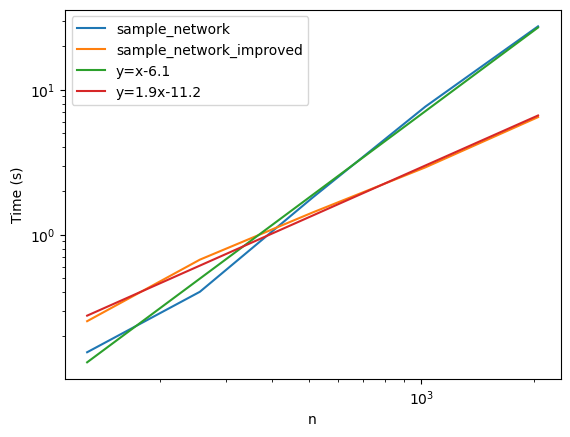 sample_network
sample_network_improved
y=x-6.1
y=1.9x-11.2
10¹
10⁰
Time (s)
10³
n